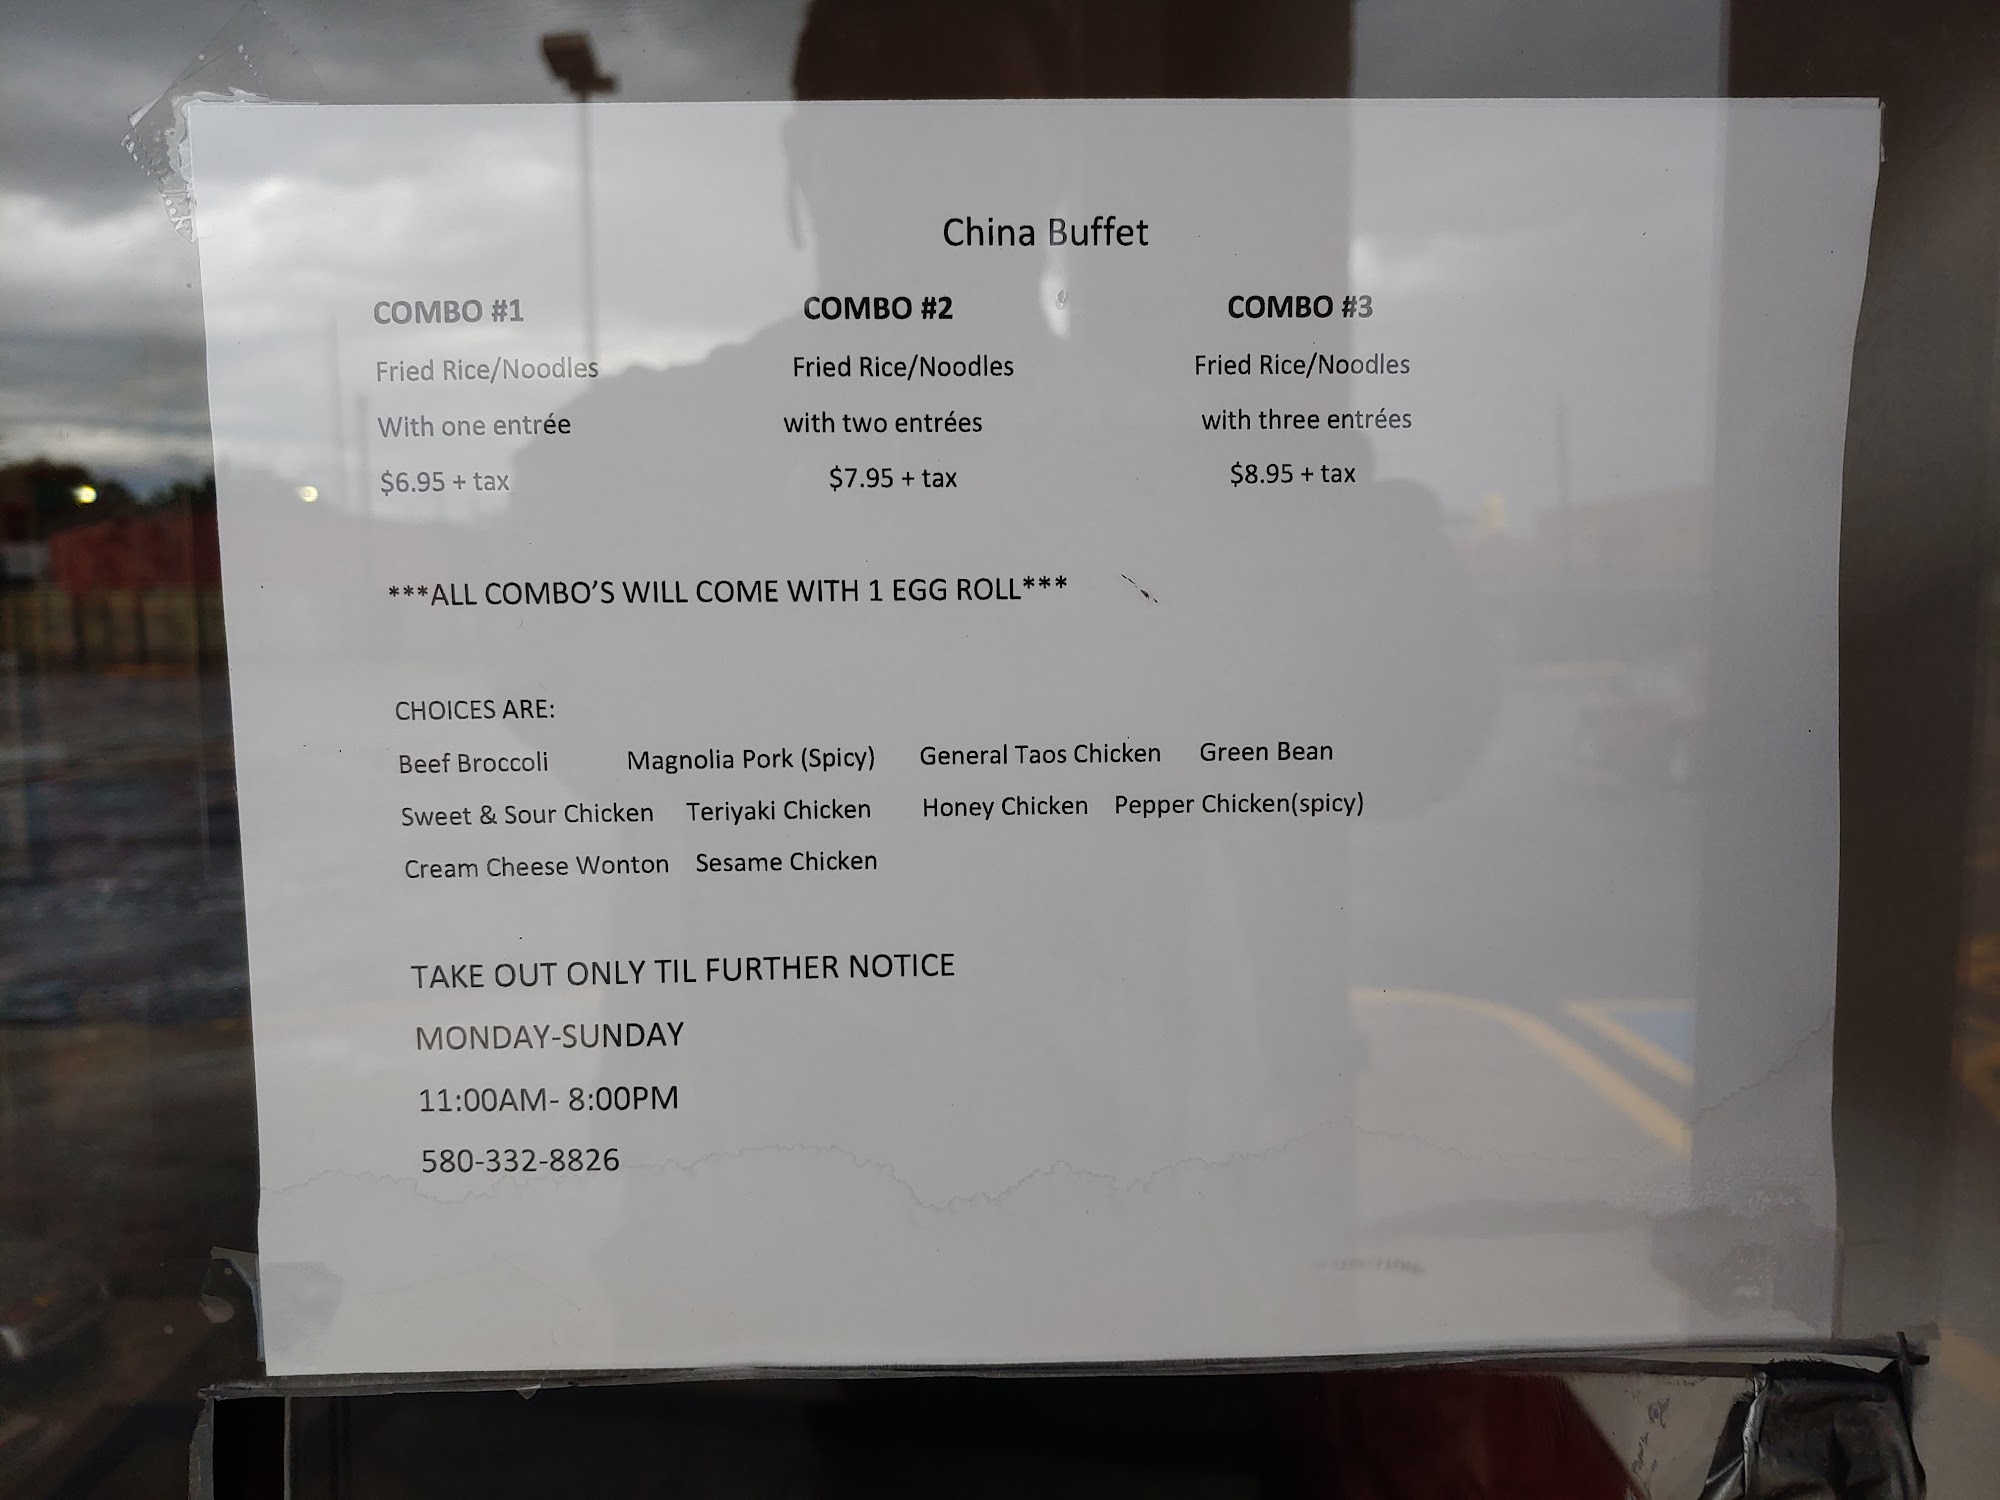 China Buffet
COMBO #1 COMBO #2 COMBO #3
Fried Rice/Noodles Fried Rice/Noodles Fried Rice/Noodles
With one entrée with two entrées with three entrées
$6.95 + tax $7.95 + tax $8.95 + tax
***ALL COMBO'S WILL COME WITH 1 EGG ROLL***
CHOICES ARE:
Beef Broccoli Magnolia Pork (Spicy) General Taos Chicken Green Bean
Sweet & Sour Chicken Teriyaki Chicken Honey Chicken Pepper Chicken(spicy)
Cream Cheese Wonton Sesame Chicken
TAKE OUT ONLY TIL FURTHER NOTICE
MONDAY-SUNDAY
11:00AM- 8:00PM
580-332-8826